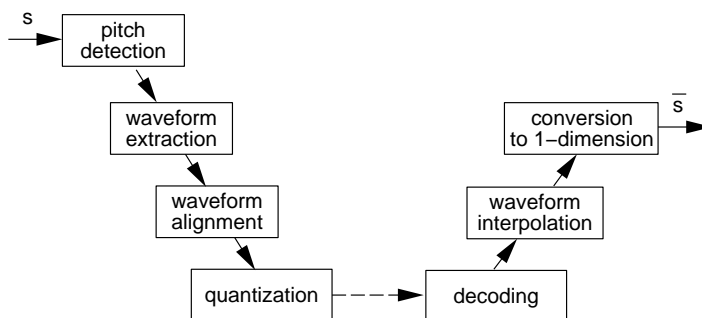 s
pitch
detection
waveform
extraction
waveform
alignment
quantization
decoding
waveform
interpolation
conversion
to 1−dimension
s̅